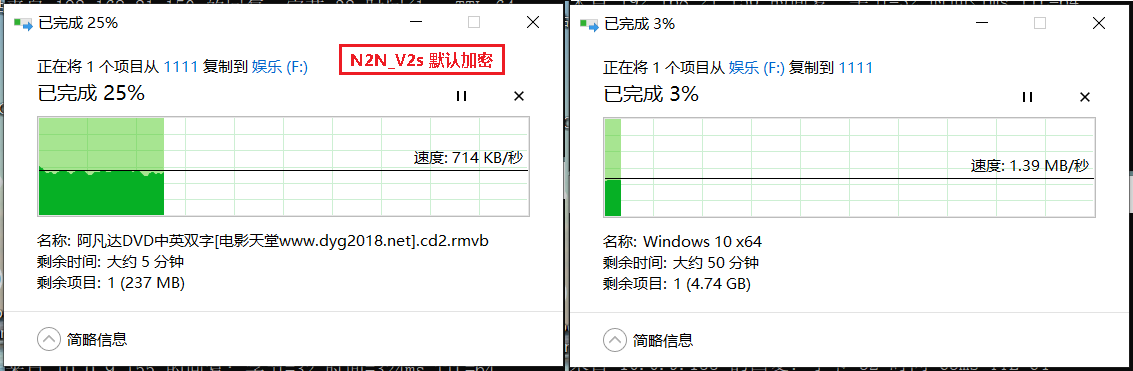 已完成 25%
正在将 1 个项目从 1111 复制到 娱乐 (F:)
N2N_V2s 默认加密
已完成 25%
速度: 714 KB/秒
名称: 阿凡达DVD中英双字[电影天堂www.dyg2018.net].cd2.rmvb
剩余时间: 大约 5 分钟
剩余项目: 1 (237 MB)
简略信息
已完成 3%
正在将 1 个项目从 娱乐 (F:) 复制到 1111
已完成 3%
速度: 1.39 MB/秒
名称: Windows 10 x64
剩余时间: 大约 50 分钟
剩余项目: 1 (4.74 GB)
简略信息